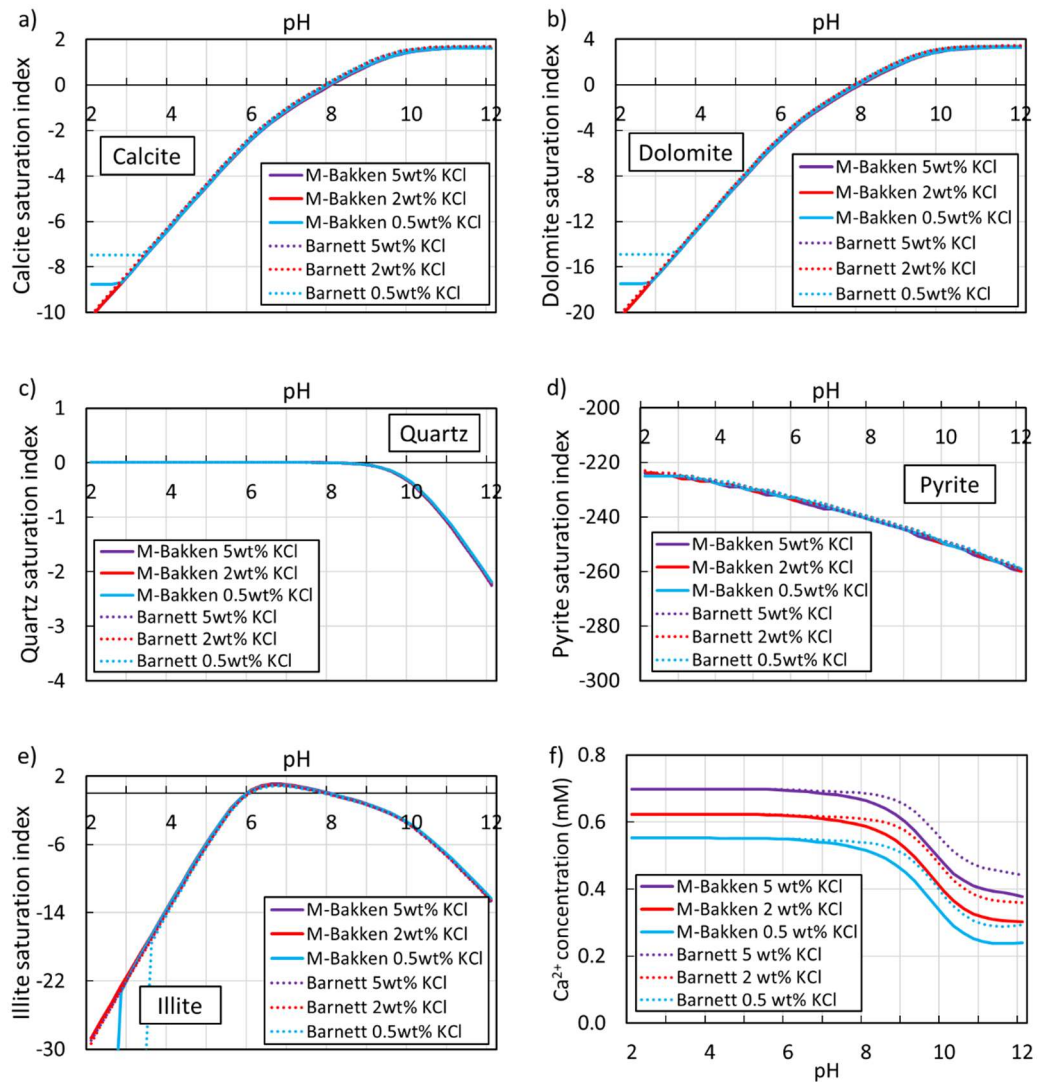 a)
pH
Calcite saturation index
2
0
-2
-4
-6
-8
-10
2 4 6 8 10 12
Calcite
M-Bakken 5wt% KCl
M-Bakken 2wt% KCl
M-Bakken 0.5wt% KCl
Barnett 5wt% KCl
Barnett 2wt% KCl
Barnett 0.5wt% KCl
b)
pH
Dolomite saturation index
4
0
-4
-8
-12
-16
-20
2 4 6 8 10 12
Dolomite
M-Bakken 5wt% KCl
M-Bakken 2wt% KCl
M-Bakken 0.5wt% KCl
Barnett 5wt% KCl
Barnett 2wt% KCl
Barnett 0.5wt% KCl
c)
pH
Quartz saturation index
1
0
-1
-2
-3
-4
2 4 6 8 10 12
Quartz
M-Bakken 5wt% KCl
M-Bakken 2wt% KCl
M-Bakken 0.5wt% KCl
Barnett 5wt% KCl
Barnett 2wt% KCl
Barnett 0.5wt% KCl
d)
pH
Pyrite saturation index
-200
-220
-240
-260
-280
-300
2 4 6 8 10 12
Pyrite
M-Bakken 5wt% KCl
M-Bakken 2wt% KCl
M-Bakken 0.5wt% KCl
Barnett 5wt% KCl
Barnett 2wt% KCl
Barnett 0.5wt% KCl
e)
pH
Illite saturation index
2
-6
-14
-22
-30
2 4 6 8 10 12
Illite
M-Bakken 5wt% KCl
M-Bakken 2wt% KCl
M-Bakken 0.5wt% KCl
Barnett 5wt% KCl
Barnett 2wt% KCl
Barnett 0.5wt% KCl
f)
Ca²⁺ concentration (mM)
0.8
0.6
0.4
0.2
0.0
M-Bakken 5 wt% KCl
M-Bakken 2 wt% KCl
M-Bakken 0.5 wt% KCl
Barnett 5 wt% KCl
Barnett 2 wt% KCl
Barnett 0.5 wt% KCl
2 4 6 8 10 12
pH